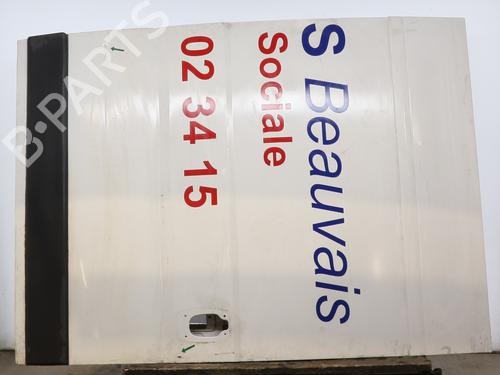 S Beauvais
Sociale
02 34 15
B-PARTS